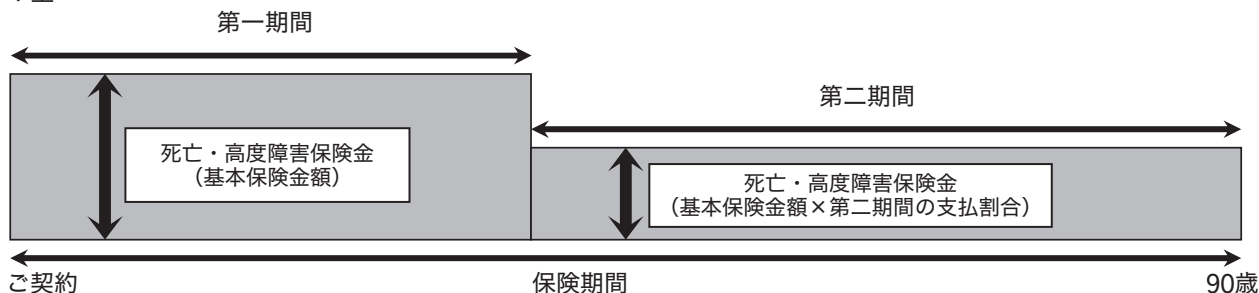 第一期間
第二期間
死亡・高度障害保険金
（基本保険金額）
死亡・高度障害保険金
（基本保険金額×第二期間の支払割合）
ご契約
保険期間
90歳